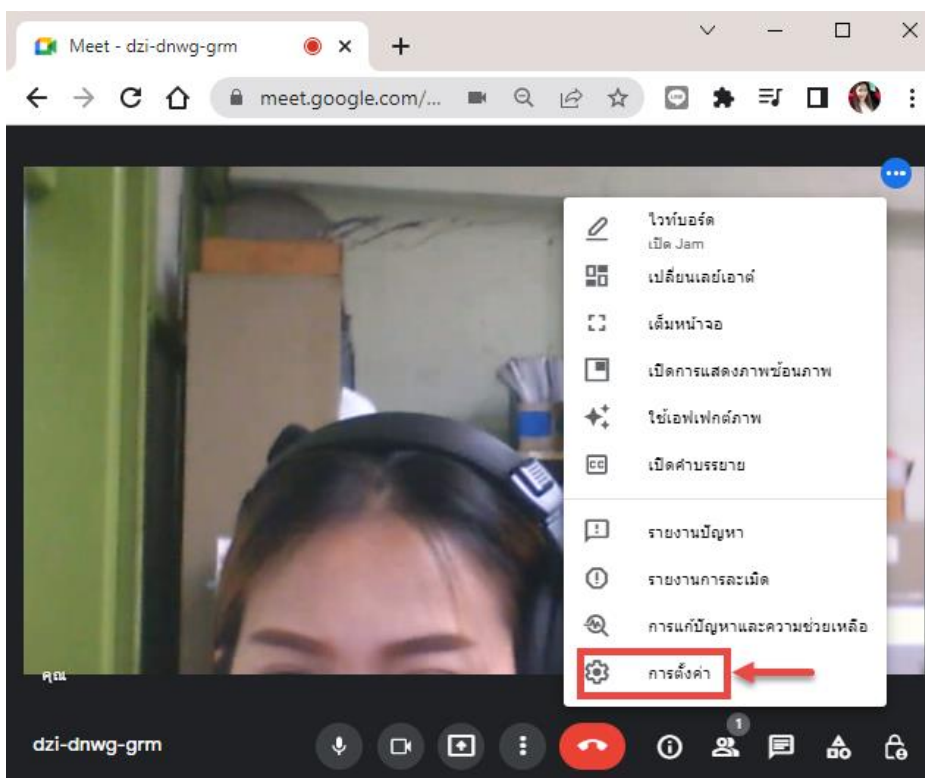 Meet - dzi-dnwg-grm
meet.google.com/...
ไวท์บอร์ด
เปิด Jam
เปลี่ยนเลย์เอาต์
เต็มหน้าจอ
เปิดการแสดงภาพซ้อนภาพ
ใช้เอฟเฟกต์ภาพ
CC
เปิดคำบรรยาย
รายงานปัญหา
รายงานการละเมิด
การแก้ปัญหาและความช่วยเหลือ
การตั้งค่า
คุณ
dzi-dnwg-grm
1